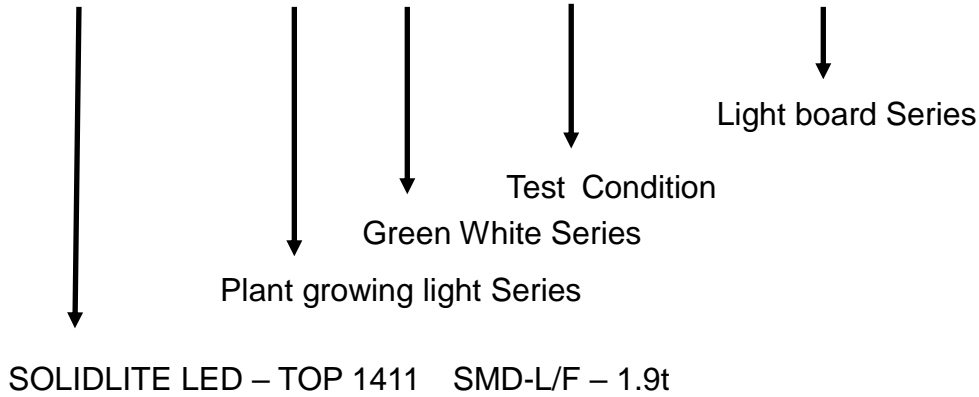 Light board Series
Test Condition
Green White Series
Plant growing light Series
SOLIDLITE LED – TOP 1411 SMD-L/F – 1.9t